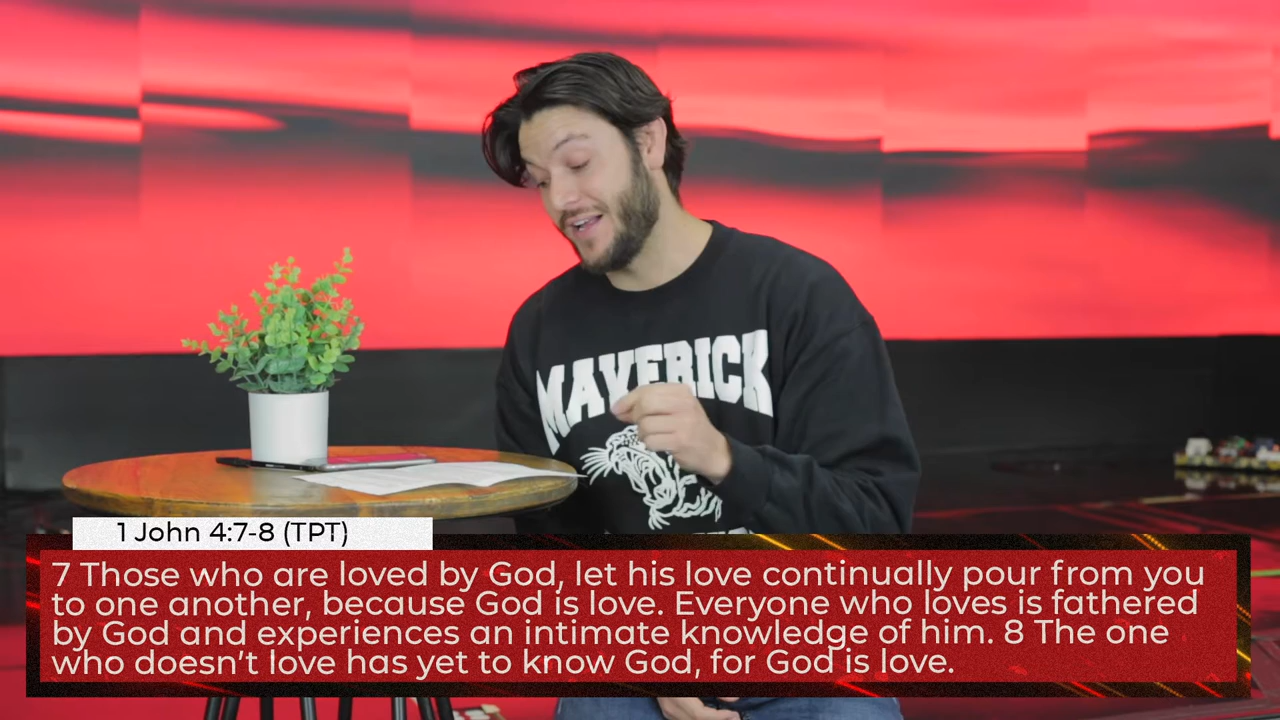 MAVERICK
1 John 4:7-8 (TPT)
7 Those who are loved by God, let his love continually pour from you
to one another, because God is love. Everyone who loves is fathered
by God and experiences an intimate knowledge of him. 8 The one
who doesn't love has yet to know God, for God is love.